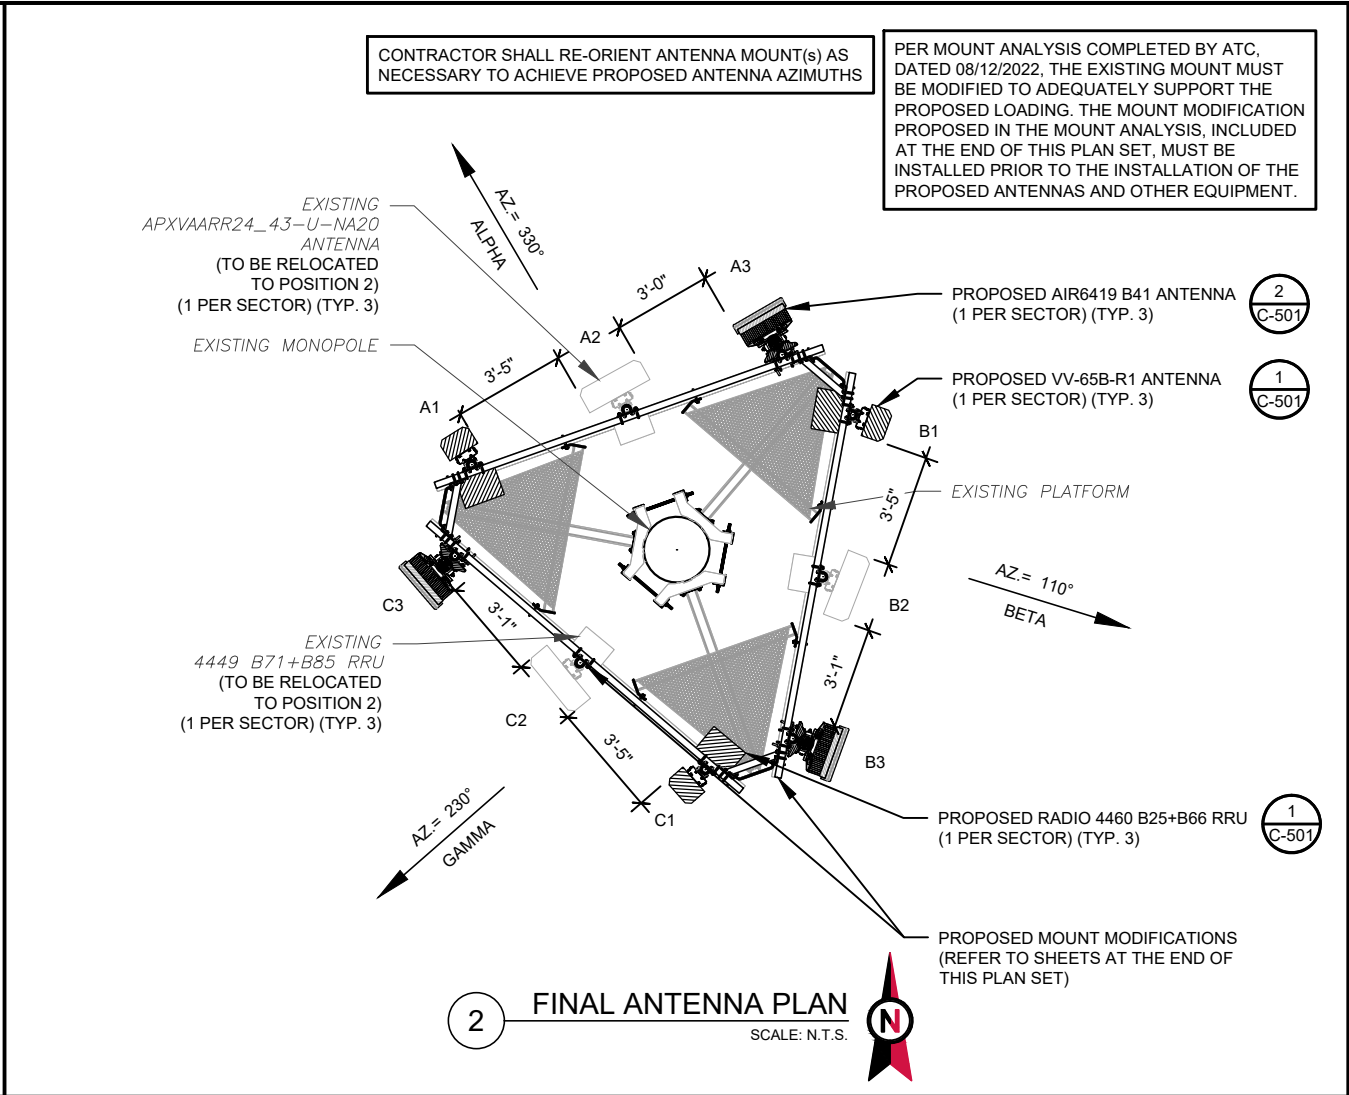 CONTRACTOR SHALL RE-ORIENT ANTENNA MOUNT(s) AS
NECESSARY TO ACHIEVE PROPOSED ANTENNA AZIMUTHS
PER MOUNT ANALYSIS COMPLETED BY ATC,
DATED 08/12/2022, THE EXISTING MOUNT MUST
BE MODIFIED TO ADEQUATELY SUPPORT THE
PROPOSED LOADING. THE MOUNT MODIFICATION
PROPOSED IN THE MOUNT ANALYSIS, INCLUDED
AT THE END OF THIS PLAN SET, MUST BE
INSTALLED PRIOR TO THE INSTALLATION OF THE
PROPOSED ANTENNAS AND OTHER EQUIPMENT.
EXISTING
APXVAARR24_43-U-NA20
ANTENNA
(TO BE RELOCATED
TO POSITION 2)
(1 PER SECTOR) (TYP. 3)
EXISTING MONOPOLE
AZ.= 330°
ALPHA
A3
3'-0"
A2
3'-5"
A1
PROPOSED AIR6419 B41 ANTENNA
(1 PER SECTOR) (TYP. 3)
2
C-501
PROPOSED VV-65B-R1 ANTENNA
(1 PER SECTOR) (TYP. 3)
1
C-501
B1
3'-5"
EXISTING PLATFORM
AZ.= 110°
BETA
B2
3'-1"
B3
C3
3'-1"
EXISTING
4449 B71+B85 RRU
(TO BE RELOCATED
TO POSITION 2)
(1 PER SECTOR) (TYP. 3)
C2
3'-5"
C1
AZ.= 230°
GAMMA
PROPOSED RADIO 4460 B25+B66 RRU
(1 PER SECTOR) (TYP. 3)
1
C-501
PROPOSED MOUNT MODIFICATIONS
(REFER TO SHEETS AT THE END OF
THIS PLAN SET)
2
FINAL ANTENNA PLAN
SCALE: N.T.S.
N